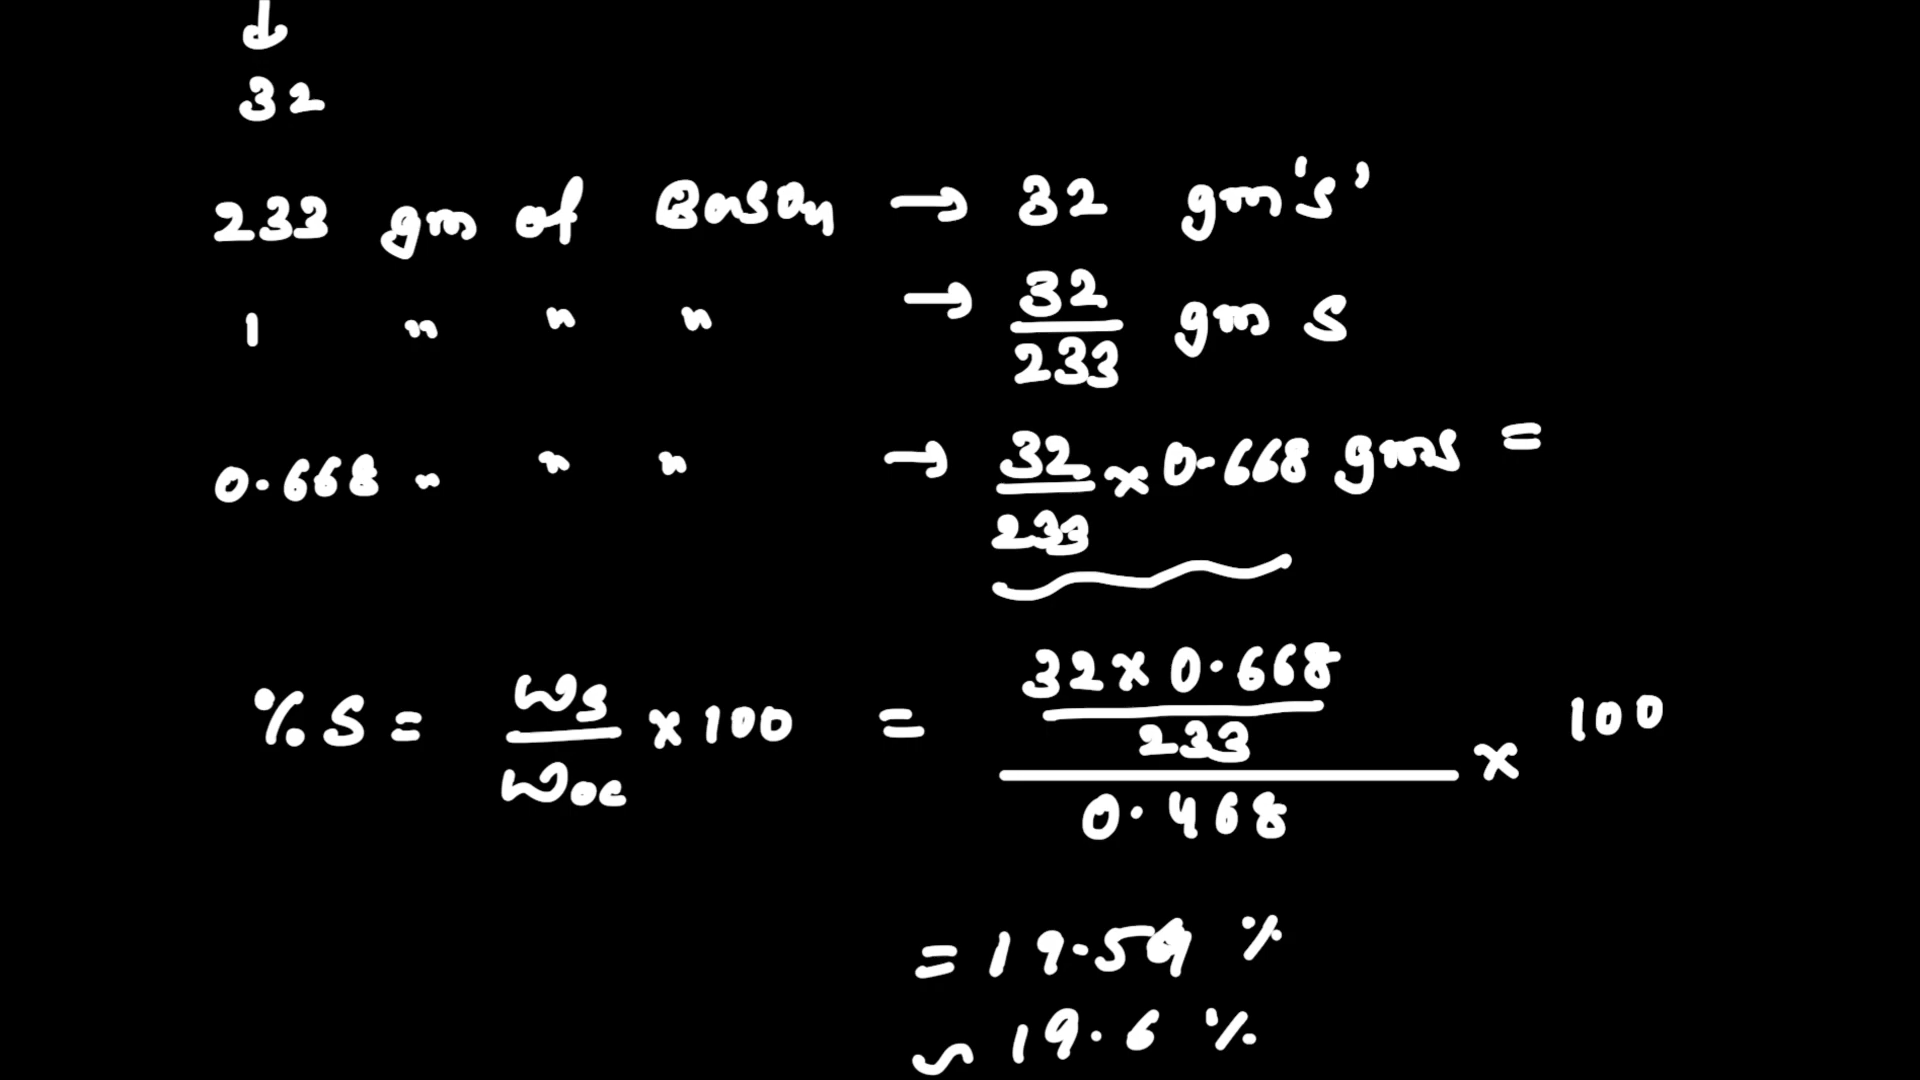 32
233 gm of BaSO4 → 32 gm 'S'
1 " " " → 32/233 gm S
0.668 " " " → 32/233 × 0.668 gms =
% S = ws/woc × 100 = (32 × 0.668/233)/0.468 × 100
= 19.59 %
~ 19.6 %